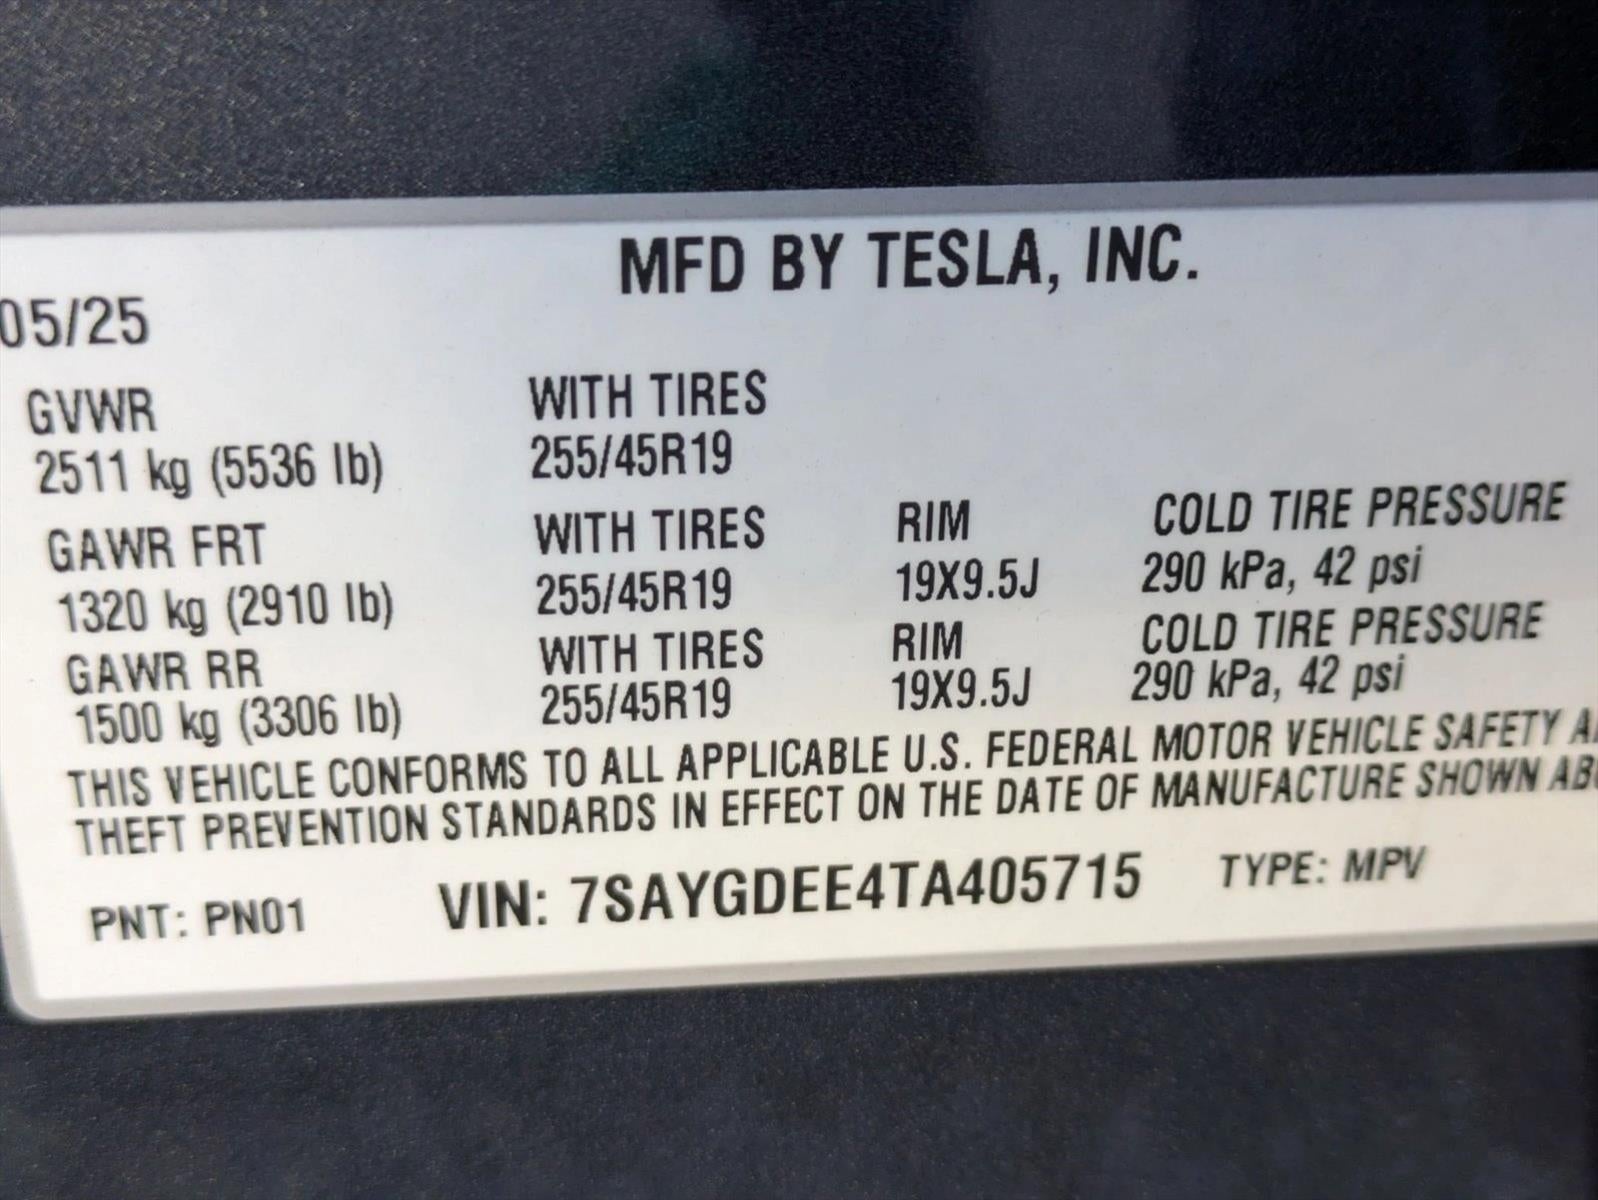 MFD BY TESLA, INC.
05/25
GVWR WITH TIRES
2511 kg (5536 lb) 255/45R19
GAWR FRT WITH TIRES RIM COLD TIRE PRESSURE
1320 kg (2910 lb) 255/45R19 19X9.5J 290 kPa, 42 psi
GAWR RR WITH TIRES RIM COLD TIRE PRESSURE
1500 kg (3306 lb) 255/45R19 19X9.5J 290 kPa, 42 psi
THIS VEHICLE CONFORMS TO ALL APPLICABLE U.S. FEDERAL MOTOR VEHICLE SAFETY
THEFT PREVENTION STANDARDS IN EFFECT ON THE DATE OF MANUFACTURE SHOWN
PNT: PN01 VIN: 7SAYGDEE4TA405715 TYPE: MPV